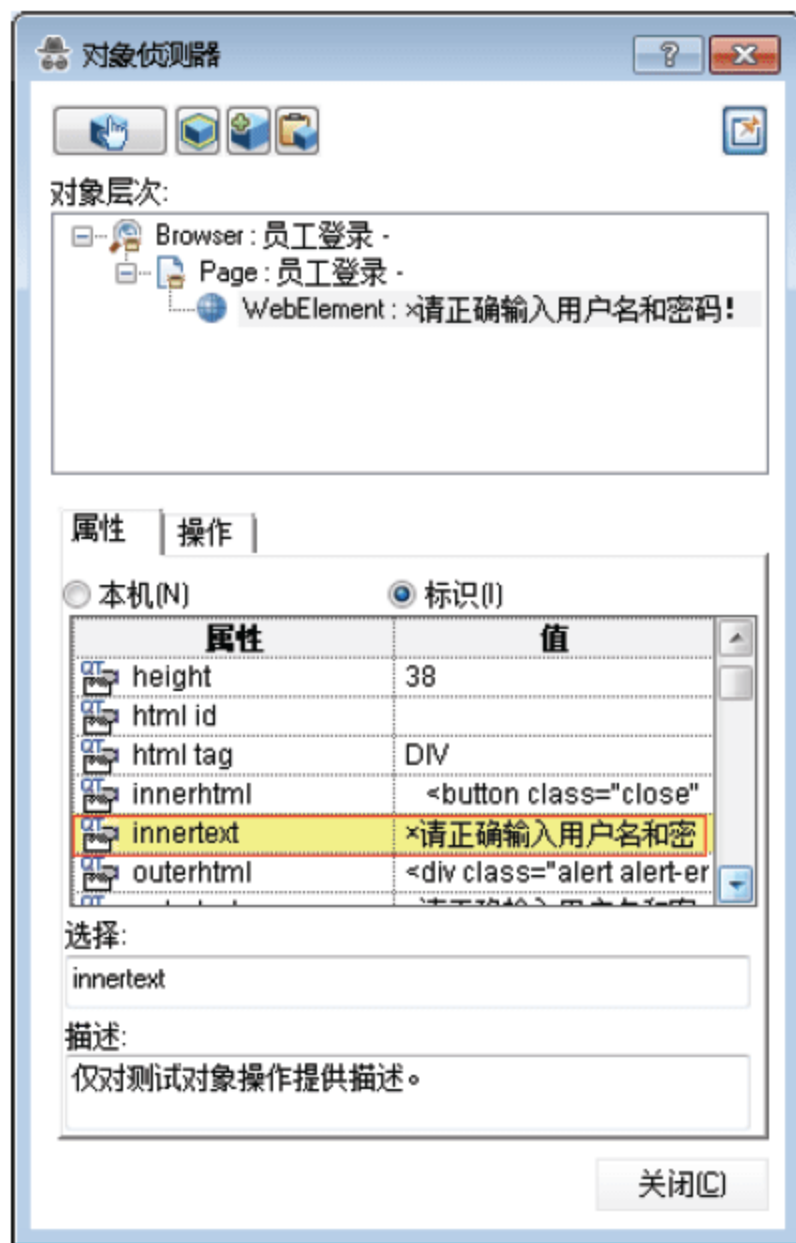 对象侦测器
对象层次:
Browser : 员工登录 -
Page : 员工登录 -
WebElement : ×请正确输入用户名和密码!
属性 操作
本机(N) 标识(I)
属性 值
height 38
html id
html tag DIV
innerhtml <button class="close"
innertext ×请正确输入用户名和密
outerhtml <div class="alert alert-er
选择:
innertext
描述:
仅对测试对象操作提供描述。
关闭(C)